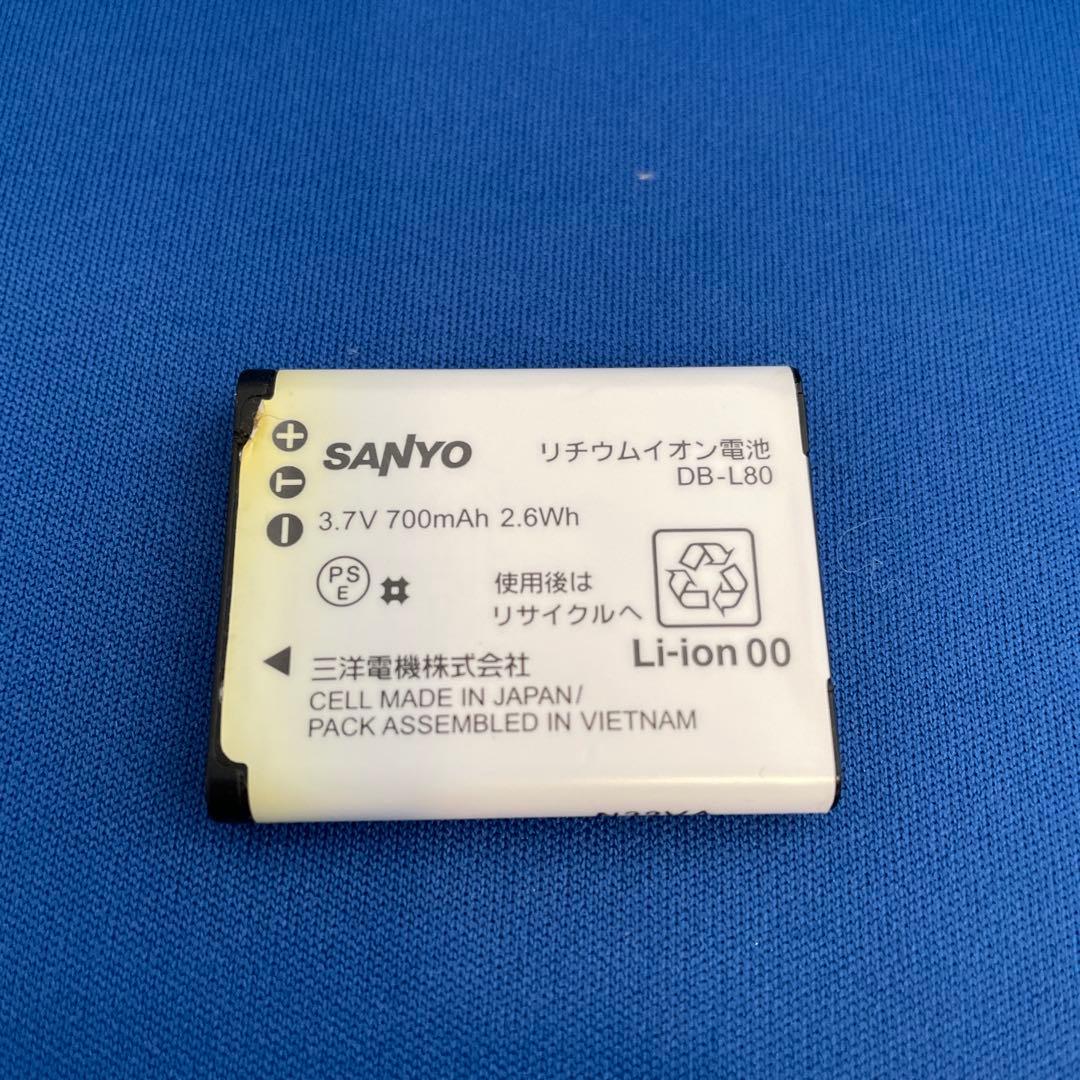 SANYO
リチウムイオン電池
DB-L80
3.7V 700mAh 2.6Wh
PS
E
使用後は
リサイクルへ
Li-ion 00
三洋電機株式会社
CELL MADE IN JAPAN/
PACK ASSEMBLED IN VIETNAM